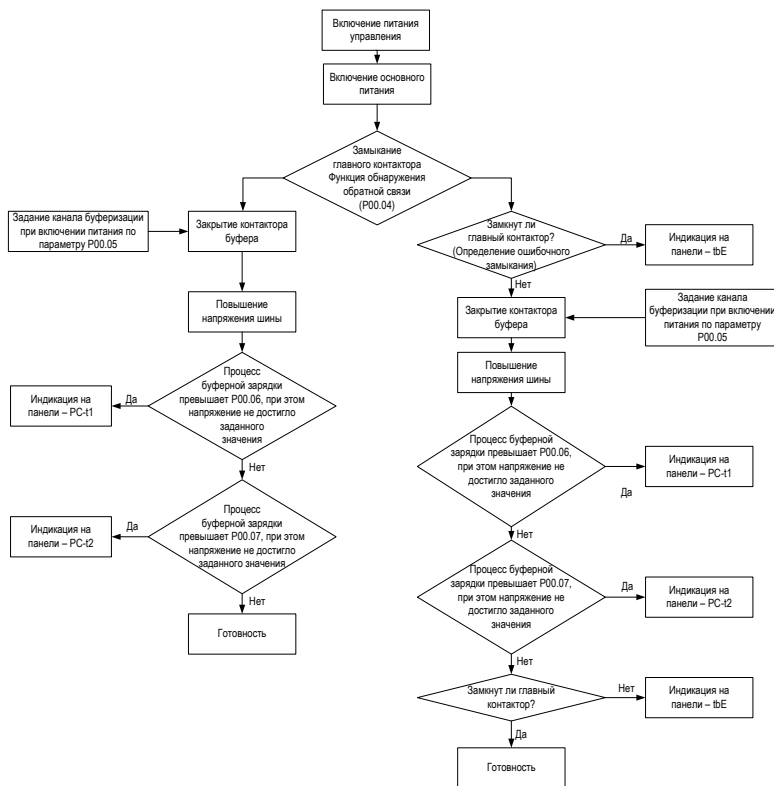 Включение питания
управления
Включение основного
питания
Замыкание
главного контактора
Функция обнаружения
обратной связи
(P00.04)
Задание канала буферизации
при включении питания по
параметру P00.05
Закрытие контактора
буфера
Повышение
напряжения шины
Процесс
буферной зарядки
превышает P00.06, при этом
напряжение не достигло
заданного
значения
Да
Индикация на
панели – PC-t1
Нет
Процесс
буферной зарядки
превышает P00.07, при этом
напряжение не достигло
заданного значения
Да
Индикация на
панели – PC-t2
Нет
Готовность
Замкнут ли
главный контактор?
(Определение ошибочного
замыкания)
Да
Индикация на
панели – tbE
Нет
Закрытие контактора
буфера
Задание канала
буферизации при включении
питания по параметру
P00.05
Повышение
напряжения шины
Процесс буферной
зарядки превышает P00.06,
при этом напряжение не
достигло заданного
значения
Да
Индикация на
панели – PC-t1
Нет
Процесс буферной
зарядки превышает P00.07,
при этом напряжение не
достигло заданного
значения
Да
Индикация на
панели – PC-t2
Нет
Замкнут ли главный
контактор?
Нет
Индикация на
панели – tbE
Да
Готовность